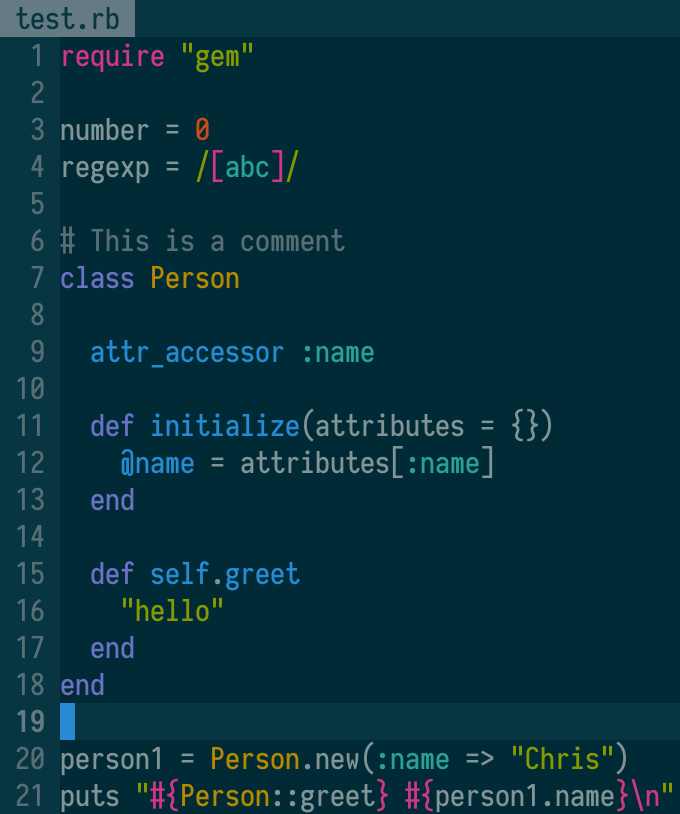 test.rb
1 require "gem"
2
3 number = 0
4 regexp = /[abc]/
5
6 # This is a comment
7 class Person
8
9   attr_accessor :name
10
11   def initialize(attributes = {})
12     @name = attributes[:name]
13   end
14
15   def self.greet
16     "hello"
17   end
18 end
19
20 person1 = Person.new(:name => "Chris")
21 puts "#{Person::greet} #{person1.name}\n"